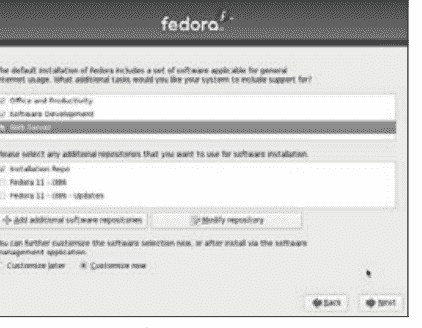 fedora
he default installation of Fedora includes a set of software applicable for general
nternet usage. What additional tasks would you like your system to include support for?
Office and Productivity
Software Development
Web Server
lease select any additional repositories that you want to use for software installation.
Installation Repo
Fedora 11 - i386
Fedora 11 - i386 - Updates
Add additional software repositories
Modify repository
ou can further customize the software selection now, or after install via the software
management application.
Customize later
Customize now
Back
Next